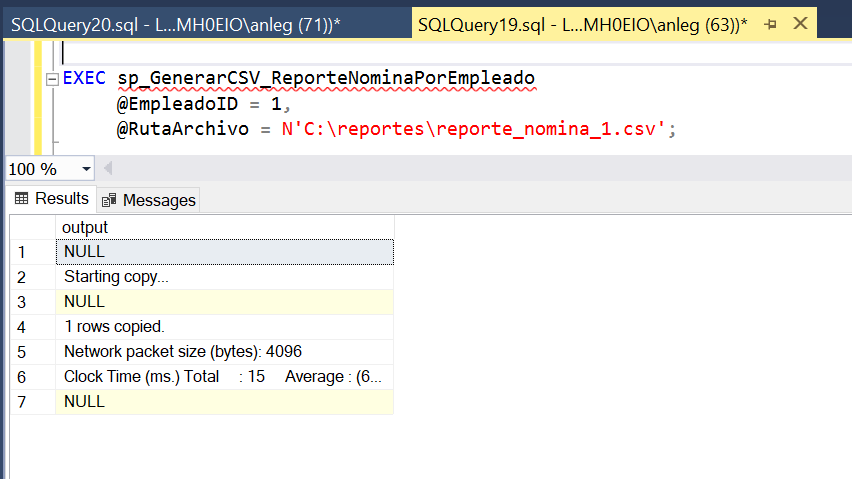 SQLQuery20.sql - L...MH0EIO\anleg (71))* SQLQuery19.sql - L...MH0EIO\anleg (63))*
EXEC sp_GenerarCSV_ReporteNominaPorEmpleado
@EmpleadoID = 1,
@RutaArchivo = N'C:\reportes\reporte_nomina_1.csv';
100 %
Results Messages
output
1 NULL
2 Starting copy...
3 NULL
4 1 rows copied.
5 Network packet size (bytes): 4096
6 Clock Time (ms.) Total : 15 Average : (6...
7 NULL